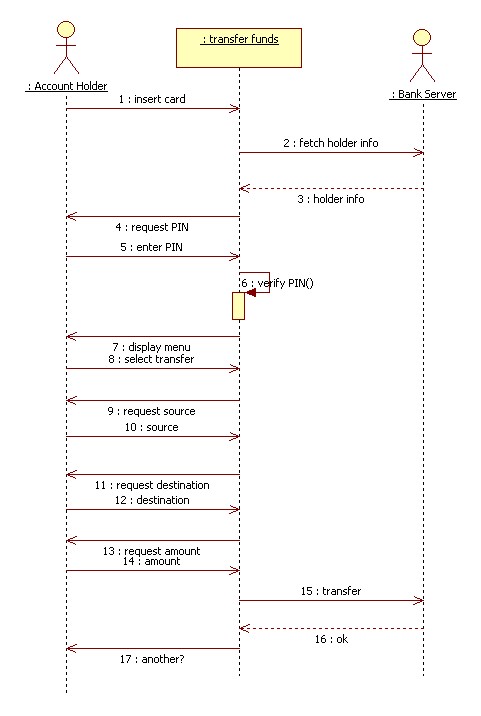 : transfer funds
: Account Holder
: Bank Server
1 : insert card
2 : fetch holder info
3 : holder info
4 : request PIN
5 : enter PIN
6 : verify PIN()
7 : display menu
8 : select transfer
9 : request source
10 : source
11 : request destination
12 : destination
13 : request amount
14 : amount
15 : transfer
16 : ok
17 : another?